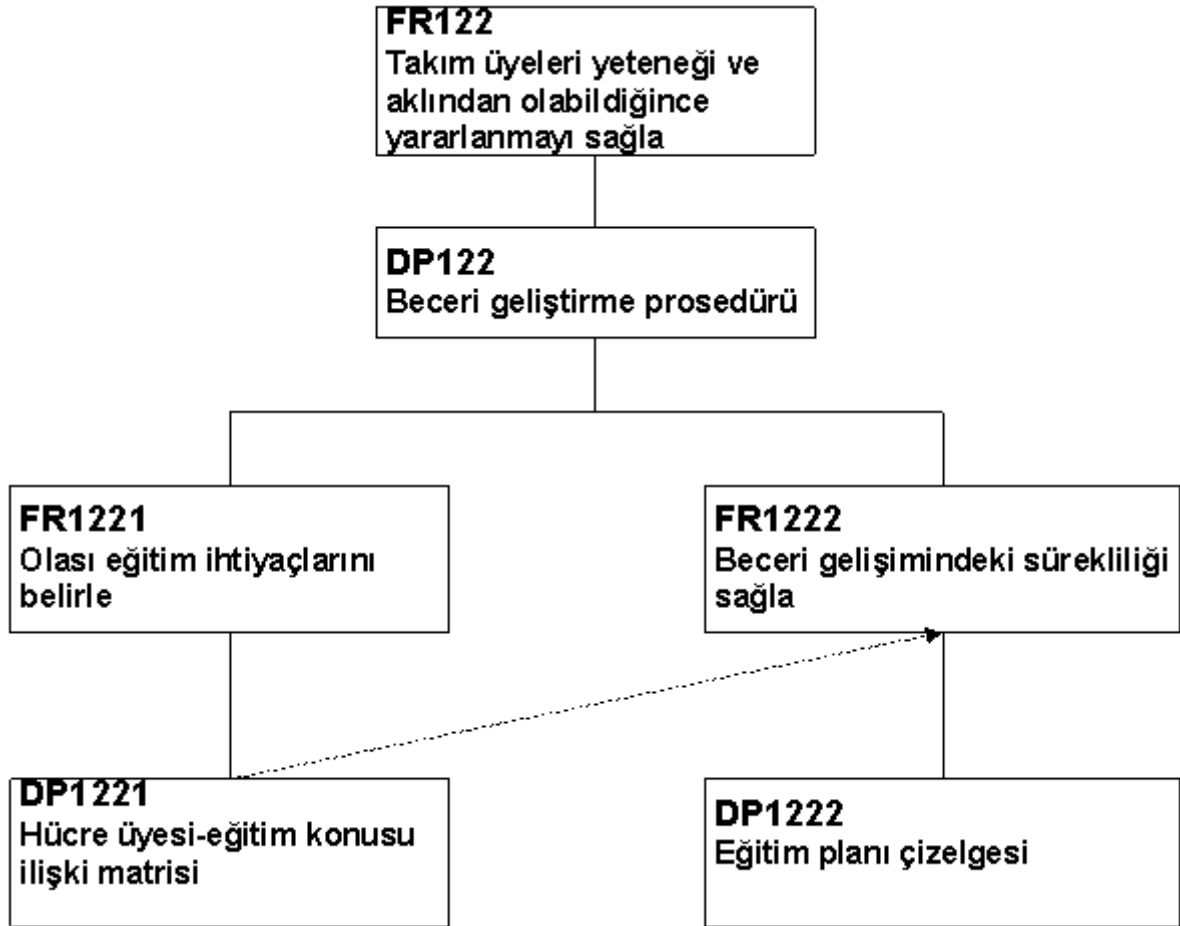 FR122
Takım üyeleri yeteneği ve
aklından olabildiğince
yararlanmayı sağla
DP122
Beceri geliştirme prosedürü
FR1221
Olası eğitim ihtiyaçlarını
belirle
FR1222
Beceri gelişimindeki sürekliliği
sağla
DP1221
Hücre üyesi-eğitim konusu
ilişki matrisi
DP1222
Eğitim planı çizelgesi